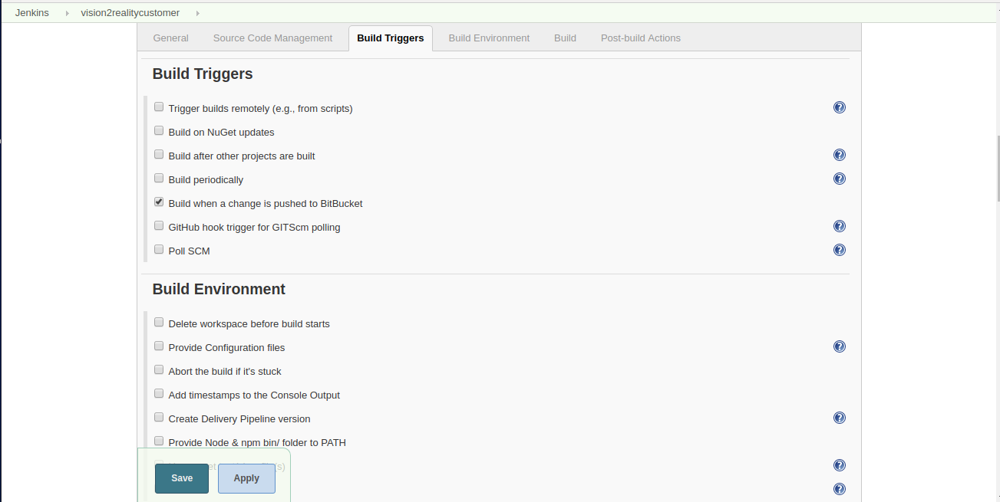 Jenkins vision2realitycustomer
General Source Code Management Build Triggers Build Environment Build Post-build Actions
Build Triggers
Trigger builds remotely (e.g., from scripts)
Build on NuGet updates
Build after other projects are built
Build periodically
Build when a change is pushed to BitBucket
GitHub hook trigger for GITScm polling
Poll SCM
Build Environment
Delete workspace before build starts
Provide Configuration files
Abort the build if it's stuck
Add timestamps to the Console Output
Create Delivery Pipeline version
Provide Node & npm bin/ folder to PATH
Save Apply